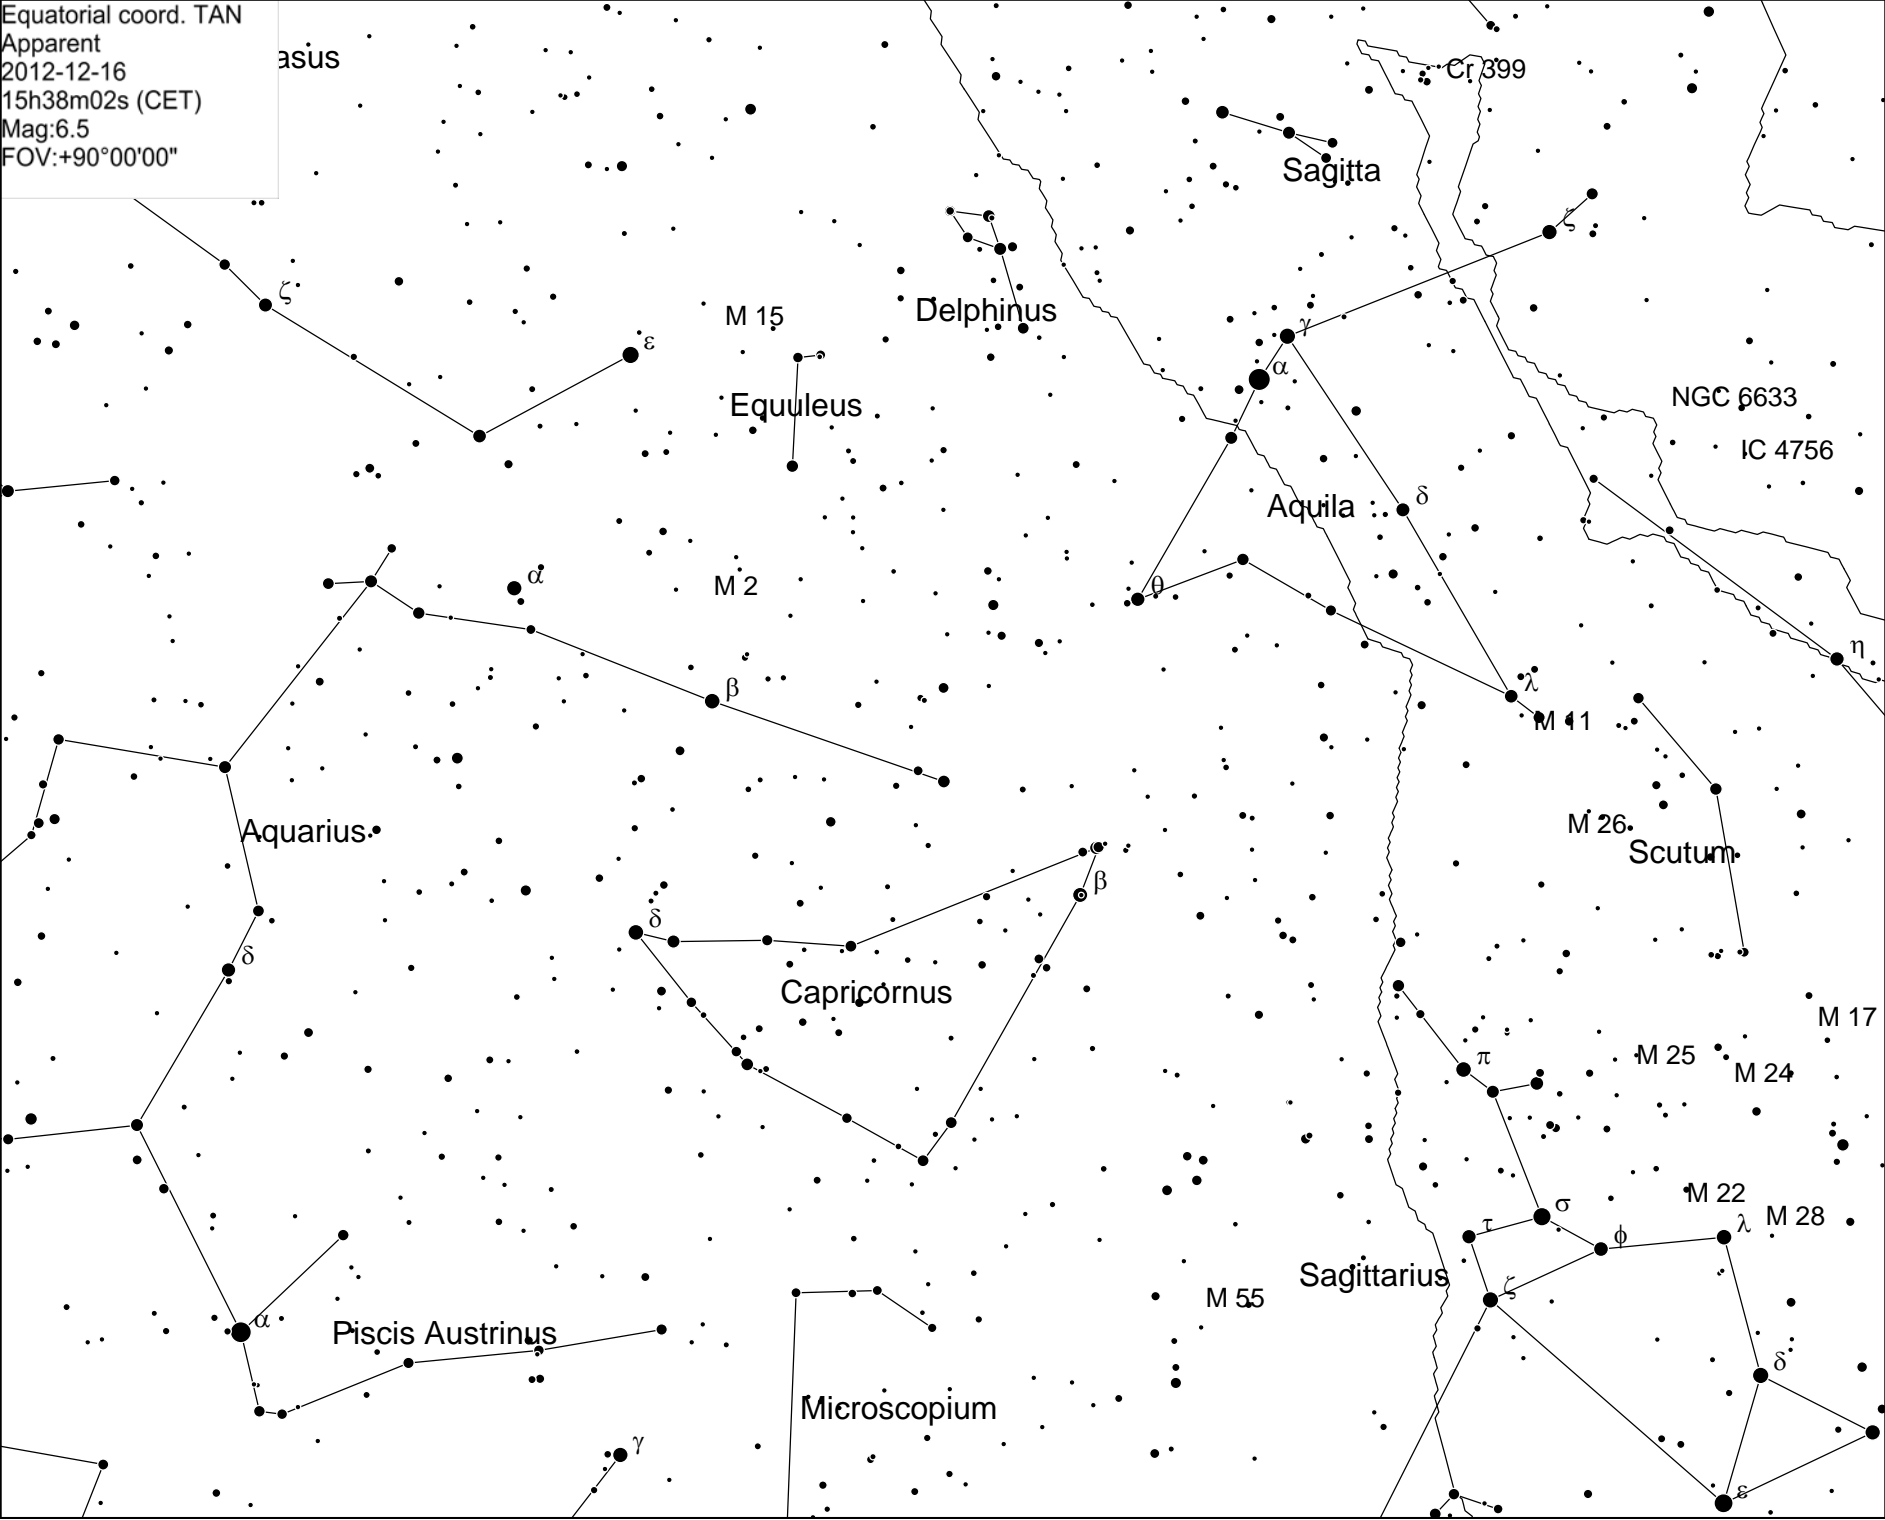 Equatorial coord. TAN
Apparent
2012-12-16
15h38m02s (CET)
Mag:6.5
FOV:+90°00'00"
asus
Cr 399
Sagitta
ζ
ζ
M 15
Delphinus
γ
ε
α
Equuleus
NGC 6633
IC 4756
δ
Aquila
α
M 2
θ
η
β
λ
M 11
Aquarius
M 26
Scutum
β
δ
δ
Capricornus
M 17
π
M 25
M 24
M 22
σ
M 28
τ
λ
φ
Sagittarius
ζ
M 55
α
Piscis Austrinus
δ
Microscopium
γ
ε